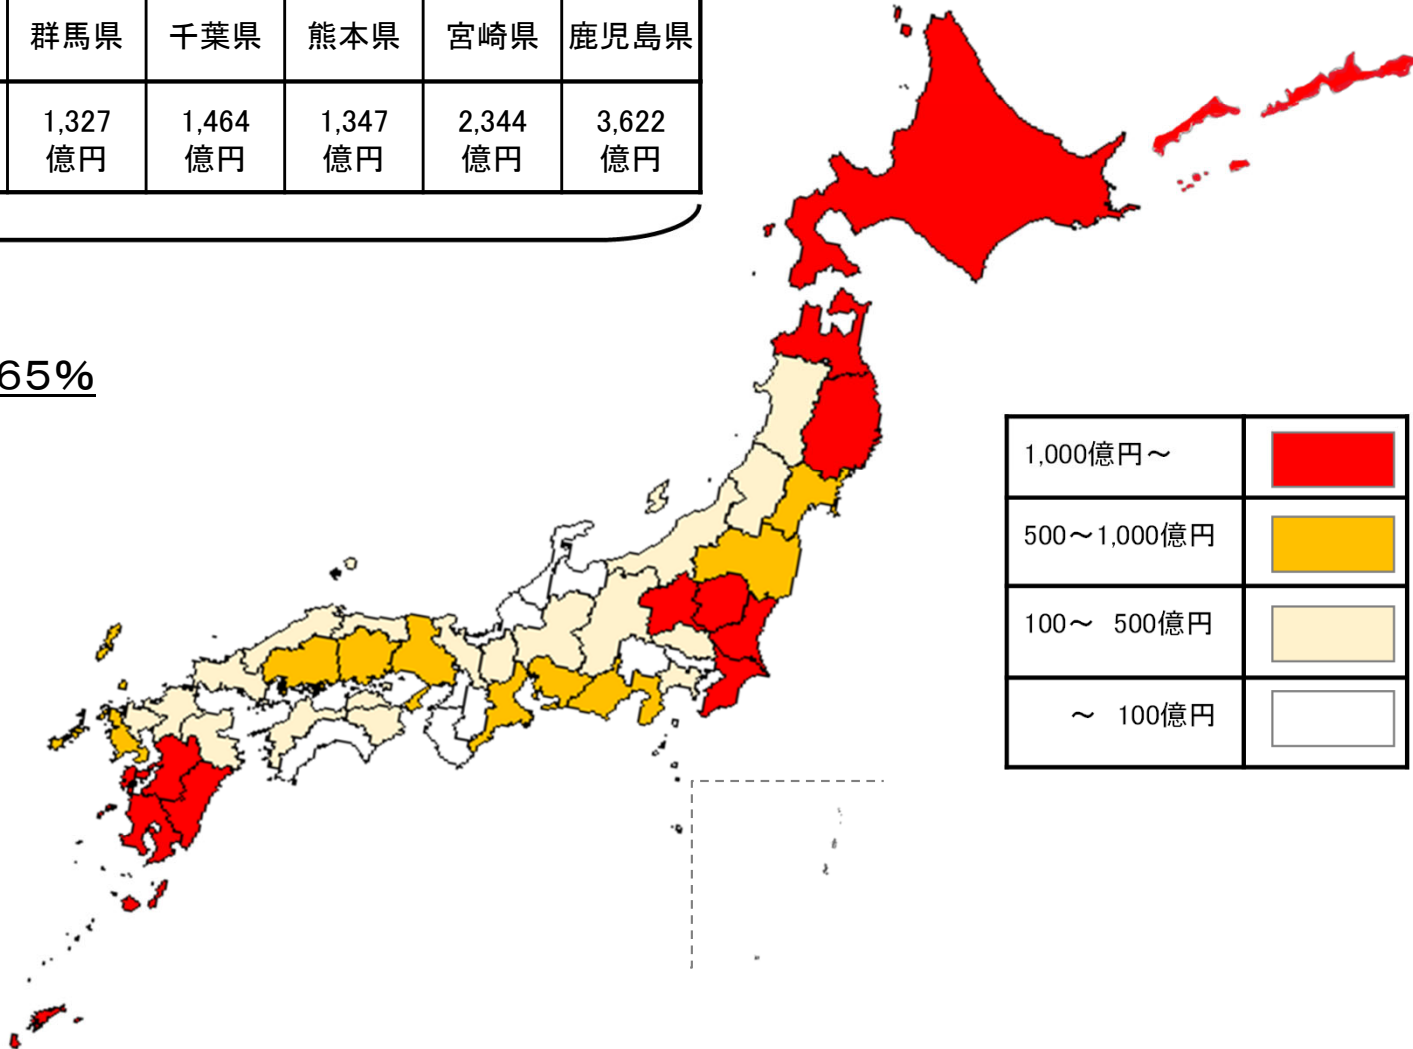 群馬県 千葉県 熊本県 宮崎県 鹿児島県
1,327 1,464 1,347 2,344 3,622
億円 億円 億円 億円 億円
65%
1,000億円～
500～1,000億円
100～ 500億円
～ 100億円